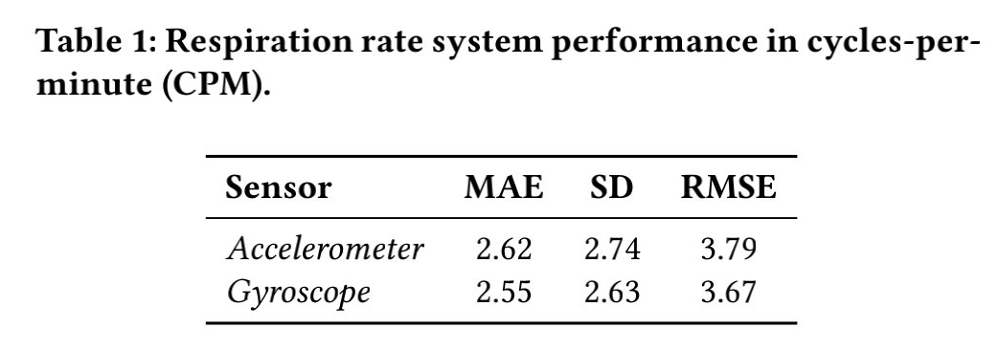 Table 1: Respiration rate system performance in cycles-per-
minute (CPM).
Sensor MAE SD RMSE
Accelerometer 2.62 2.74 3.79
Gyroscope 2.55 2.63 3.67